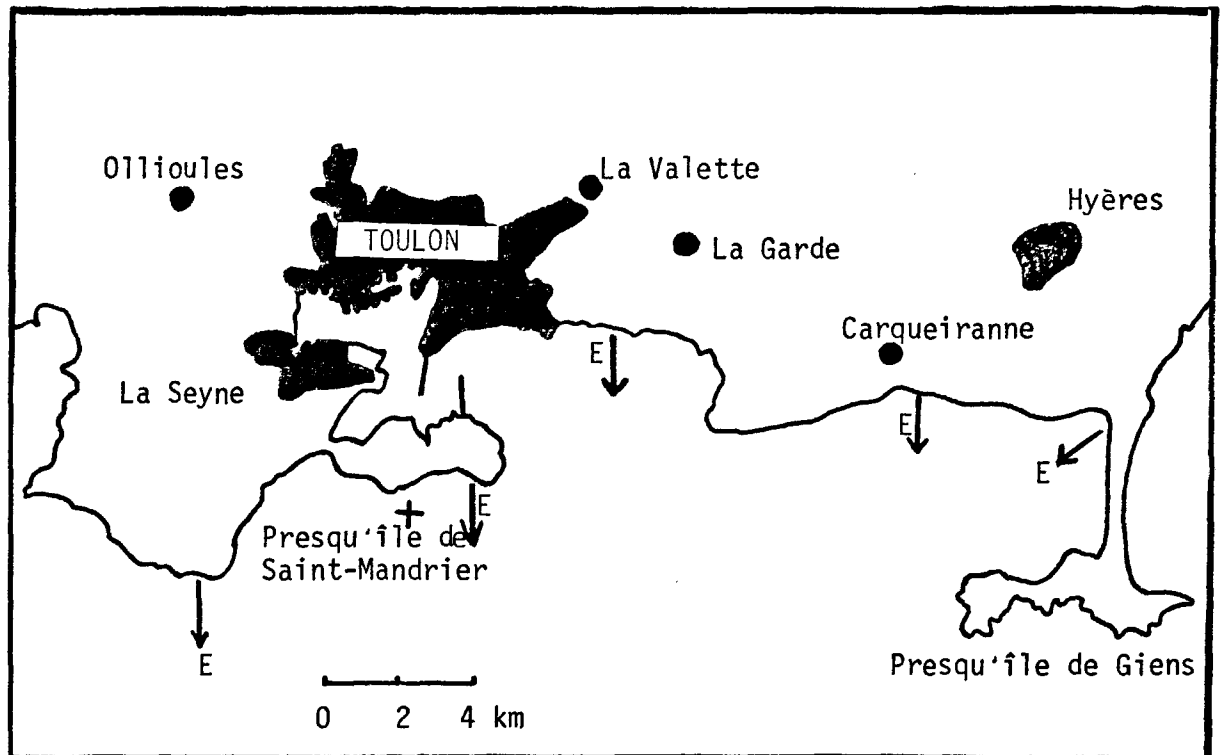 Ollioules
La Valette
Hyères
TOULON
La Garde
Carqueiranne
E
La Seyne
E
E
E
Presqu'île de
Saint-Mandrier
E
Presqu'île de Giens
0 2 4 km